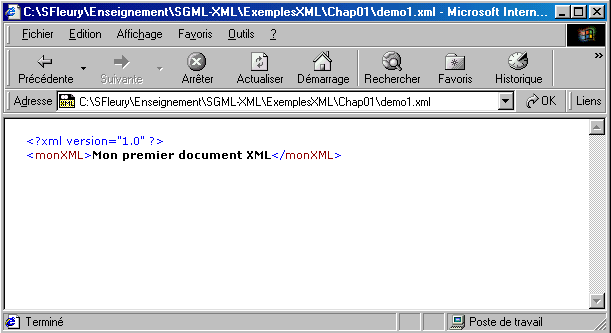 C:\SFleury\Enseignement\SGML-XML\ExemplesXML\Chap01\demo1.xml - Microsoft Intern...
Fichier Edition Affichage Favoris Outils ?
Précédente Suivante Arrêter Actualiser Démarrage Rechercher Favoris Historique »
Adresse XML C:\SFleury\Enseignement\SGML-XML\ExemplesXML\Chap01\demo1.xml OK Liens
<?xml version="1.0" ?>
<monXML>Mon premier document XML</monXML>
Terminé Poste de travail